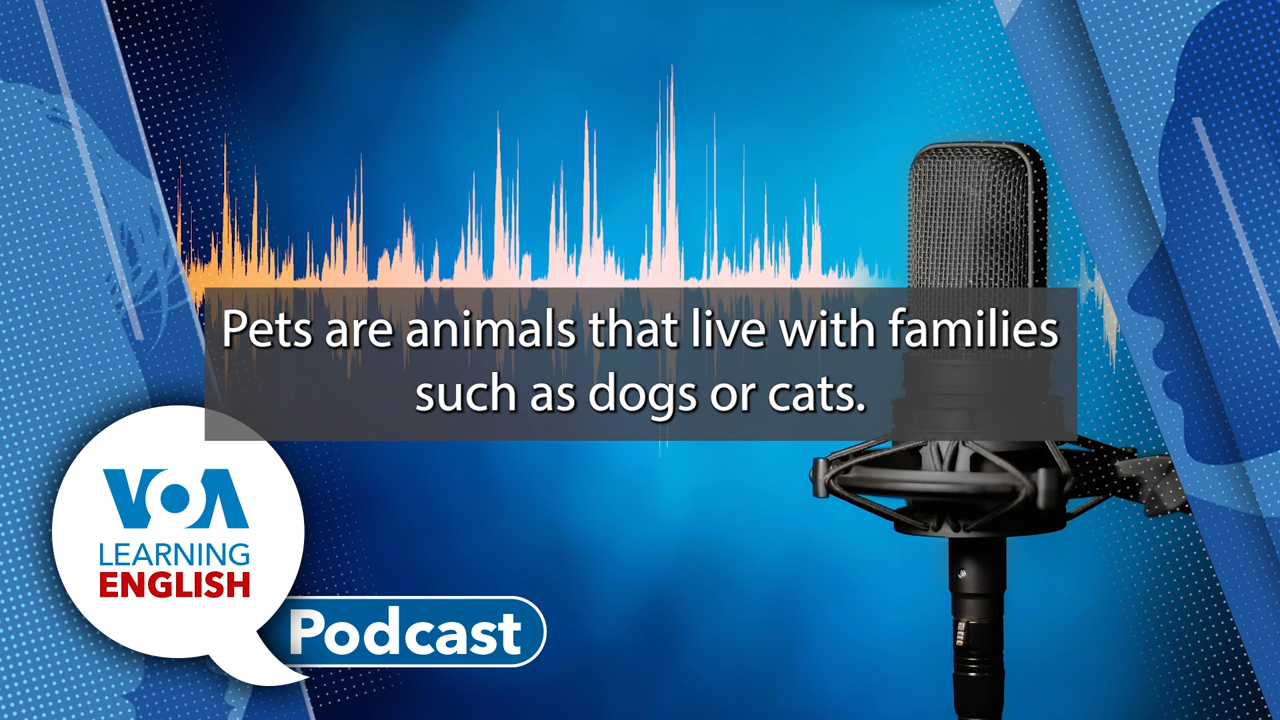 Pets are animals that live with families
such as dogs or cats.
VOA
LEARNING
ENGLISH
Podcast